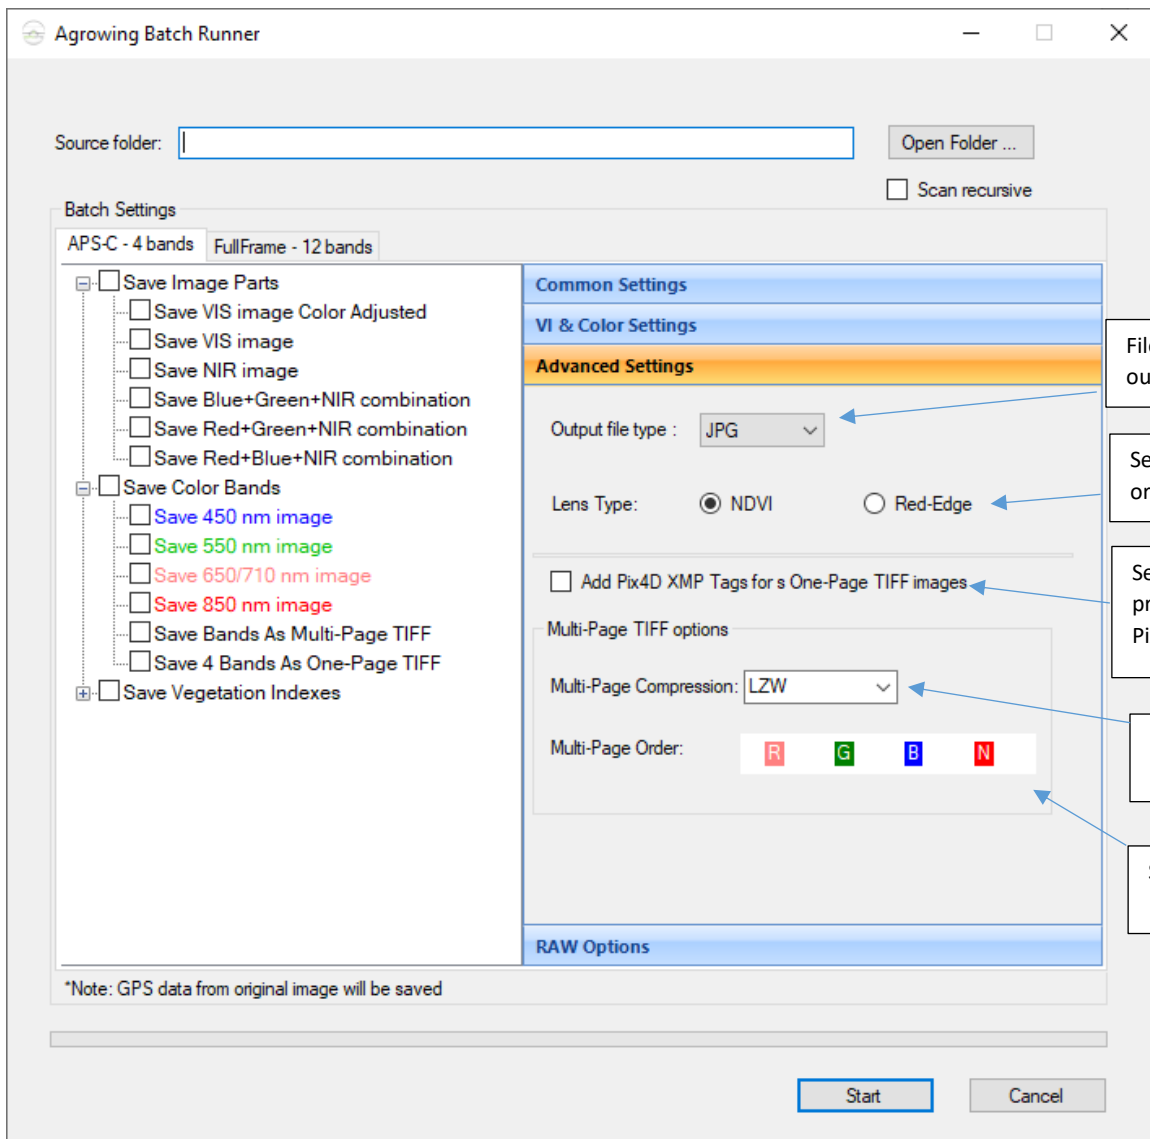 Agrowing Batch Runner
Source folder:
Open Folder ...
Scan recursive
Batch Settings
APS-C - 4 bands
FullFrame - 12 bands
Save Image Parts
Save VIS image Color Adjusted
Save VIS image
Save NIR image
Save Blue+Green+NIR combination
Save Red+Green+NIR combination
Save Red+Blue+NIR combination
Save Color Bands
Save 450 nm image
Save 550 nm image
Save 650/710 nm image
Save 850 nm image
Save Bands As Multi-Page TIFF
Save 4 Bands As One-Page TIFF
Save Vegetation Indexes
Common Settings
VI & Color Settings
Advanced Settings
Output file type :
JPG
Lens Type:
NDVI
Red-Edge
Add Pix4D XMP Tags for s One-Page TIFF images
Multi-Page TIFF options
Multi-Page Compression:
LZW
Multi-Page Order:
R G B N
RAW Options
*Note: GPS data from original image will be saved
Start
Cancel